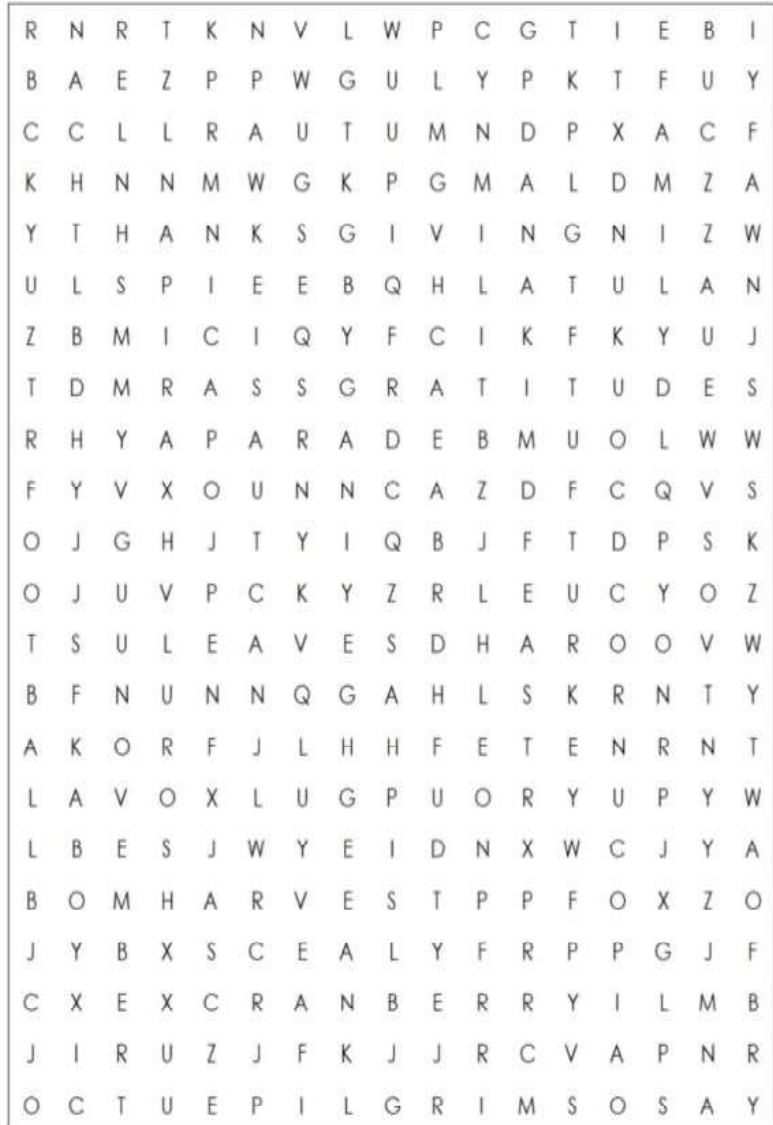 R N R T K N V L W P C G T I E B I
B A E Z P P W G U L Y P K T F U Y
C C L L R A U T U M N D P X A C F
K H N N M W G K P G M A L D M Z A
Y T H A N K S G I V I N G N I Z W
U L S P I E E B Q H L A T U L A N
Z B M I C I Q Y F C I K F K Y U J
T D M R A S S G R A T I T U D E S
R H Y A P A R A D E B M U O L W W
F Y V X O U N N C A Z D F C Q V S
O J G H J T Y I Q B J F T D P S K
O J U V P C K Y Z R L E U C Y O Z
T S U L E A V E S D H A R O O V W
B F N U N N Q G A H L S K R N T Y
A K O R F J L H H F E T E N R N T
L A V O X L U G P U O R Y U P Y W
L B E S J W Y E I D N X W C J Y A
B O M H A R V E S T P P F O X Z O
J Y B X S C E A L Y F R P P G J F
C X E X C R A N B E R R Y I L M B
J I R U Z J F K J J R C V A P N R
O C T U E P I L G R I M S O S A Y